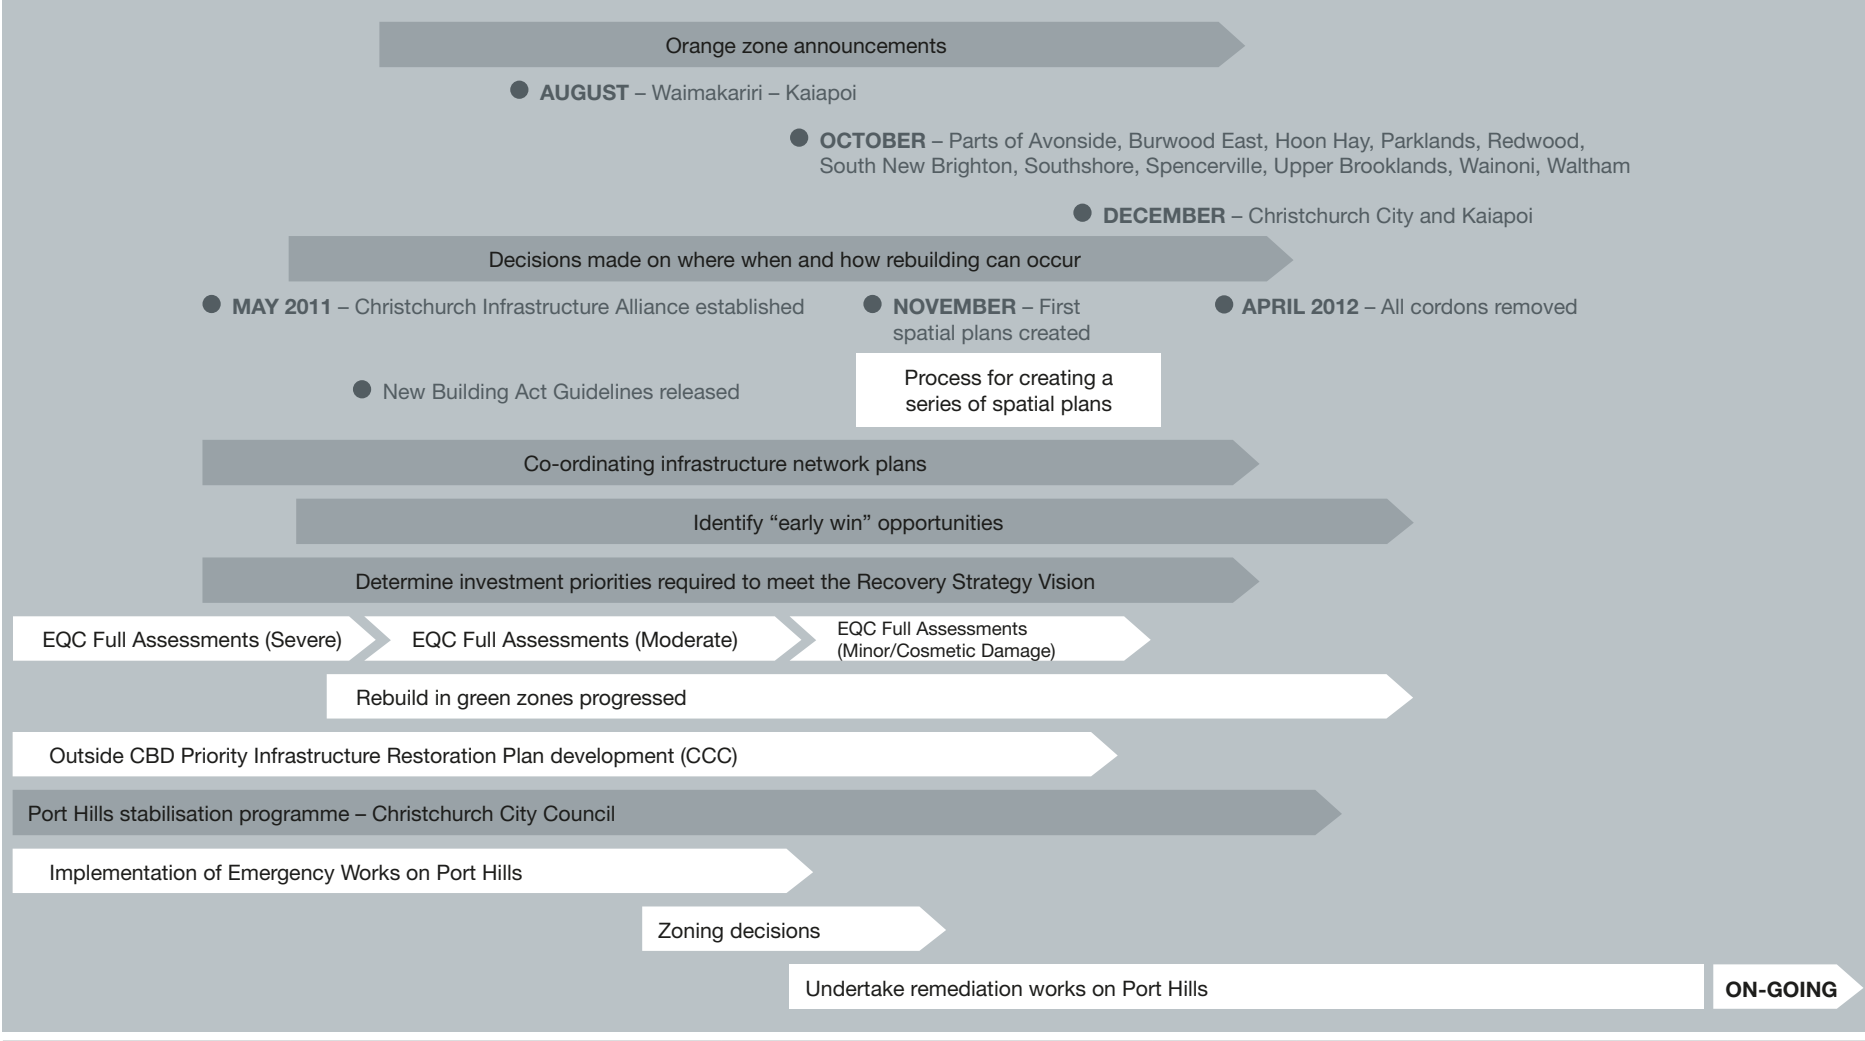 Orange zone announcements
AUGUST – Waimakariri – Kaiapoi
OCTOBER – Parts of Avonside, Burwood East, Hoon Hay, Parklands, Redwood,
South New Brighton, Southshore, Spencerville, Upper Brooklands, Wainoni, Waltham
DECEMBER – Christchurch City and Kaiapoi
Decisions made on where when and how rebuilding can occur
MAY 2011 – Christchurch Infrastructure Alliance established
NOVEMBER – First
spatial plans created
APRIL 2012 – All cordons removed
New Building Act Guidelines released
Process for creating a
series of spatial plans
Co-ordinating infrastructure network plans
Identify “early win” opportunities
Determine investment priorities required to meet the Recovery Strategy Vision
EQC Full Assessments (Severe)
EQC Full Assessments (Moderate)
EQC Full Assessments
(Minor/Cosmetic Damage)
Rebuild in green zones progressed
Outside CBD Priority Infrastructure Restoration Plan development (CCC)
Port Hills stabilisation programme – Christchurch City Council
Implementation of Emergency Works on Port Hills
Zoning decisions
Undertake remediation works on Port Hills
ON-GOING